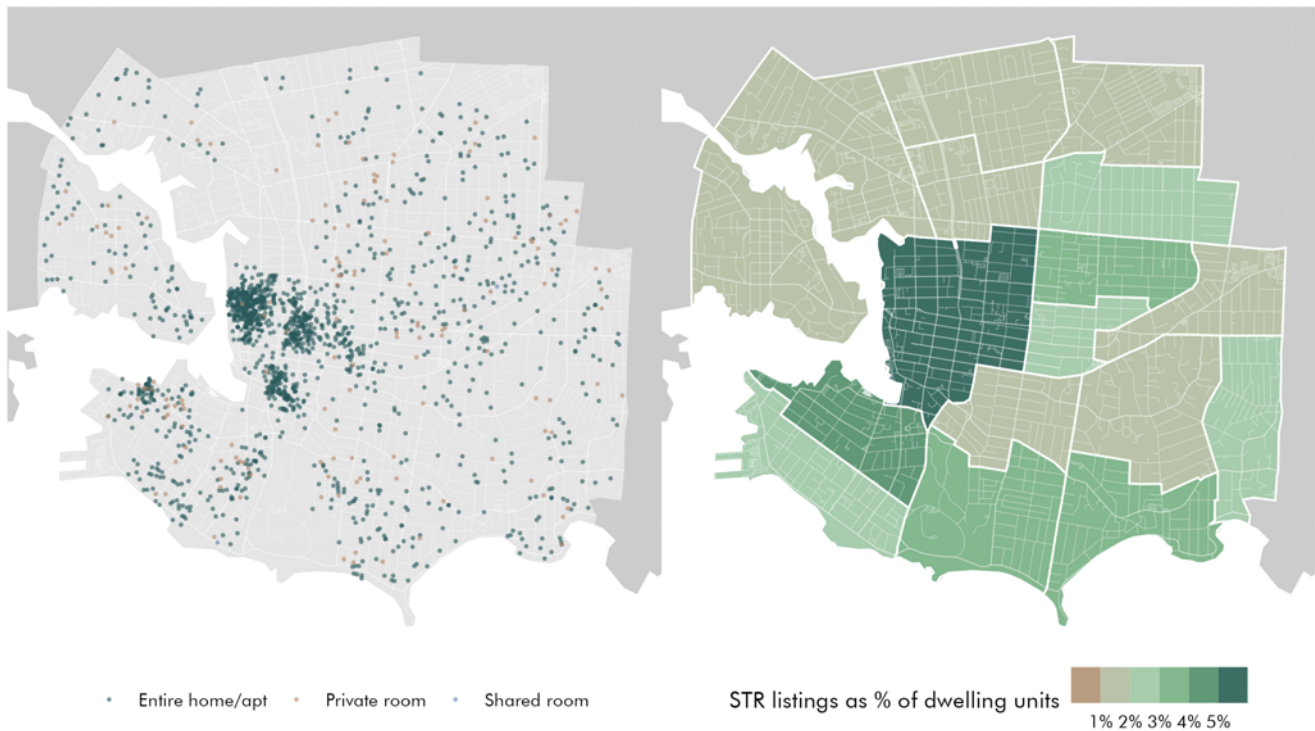 Entire home/apt Private room Shared room
STR listings as % of dwelling units
1% 2% 3% 4% 5%